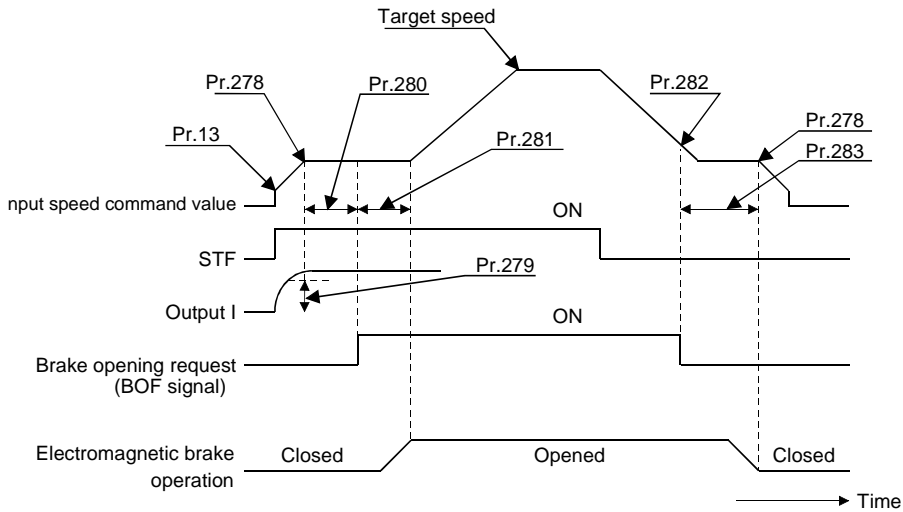 Target speed
Pr.278
Pr.280
Pr.282
Pr.13
Pr.281
Pr.278
Pr.283
nput speed command value
ON
STF
Pr.279
Output I
ON
Brake opening request
(BOF signal)
Electromagnetic brake
operation
Closed
Opened
Closed
Time